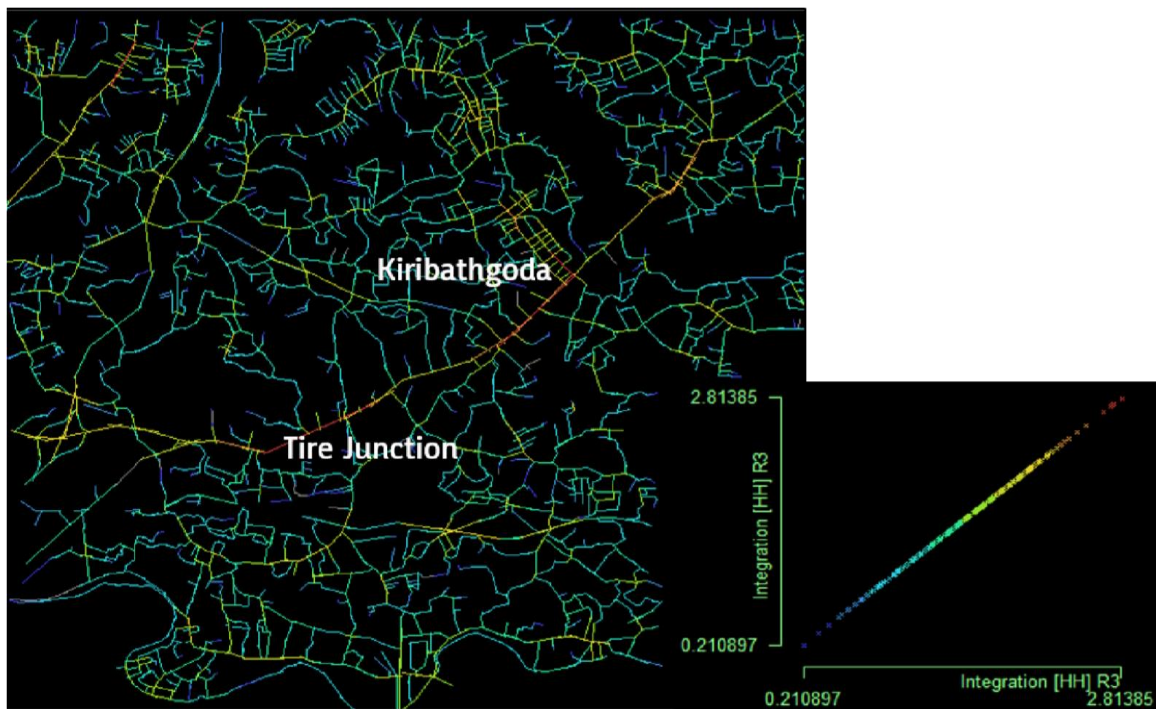 Kiribathgoda
Tire Junction
2.81385
Integration [HH] R3
0.210897
Integration [HH] R3
0.210897
2.81385